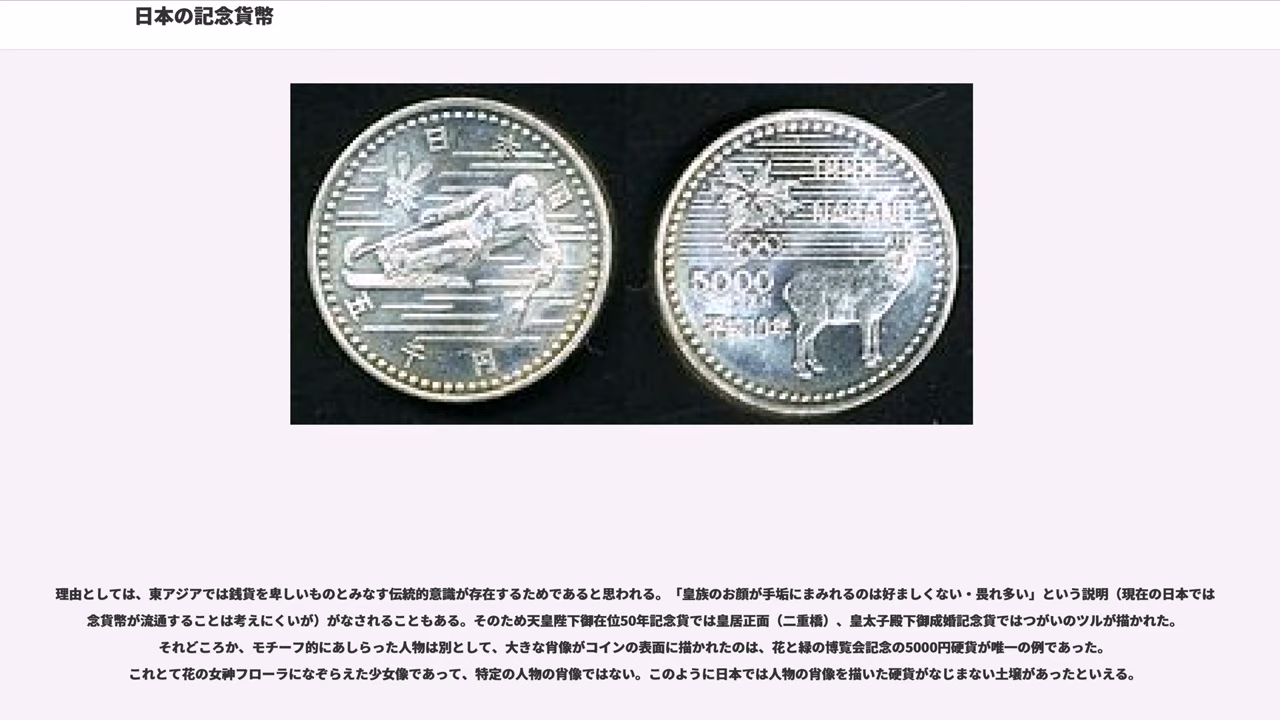 日本の記念貨幣
日本国
五千円
1998
NAGANO
5000
平成10年
理由としては、東アジアでは銭貨を卑しいものとみなす伝統的意識が存在するためであると思われる。「皇族のお顔が手垢にまみれるのは好ましくない・畏れ多い」という説明（現在の日本では
念貨幣が流通することは考えにくいが）がなされることもある。そのため天皇陛下御在位50年記念貨では皇居正面（二重橋）、皇太子殿下御成婚記念貨ではつがいのツルが描かれた。
それどころか、モチーフ的にあしらった人物は別として、大きな肖像がコインの表面に描かれたのは、花と緑の博覧会記念の5000円硬貨が唯一の例であった。
これとて花の女神フローラになぞらえた少女像であって、特定の人物の肖像ではない。このように日本では人物の肖像を描いた硬貨がなじまない土壌があったといえる。